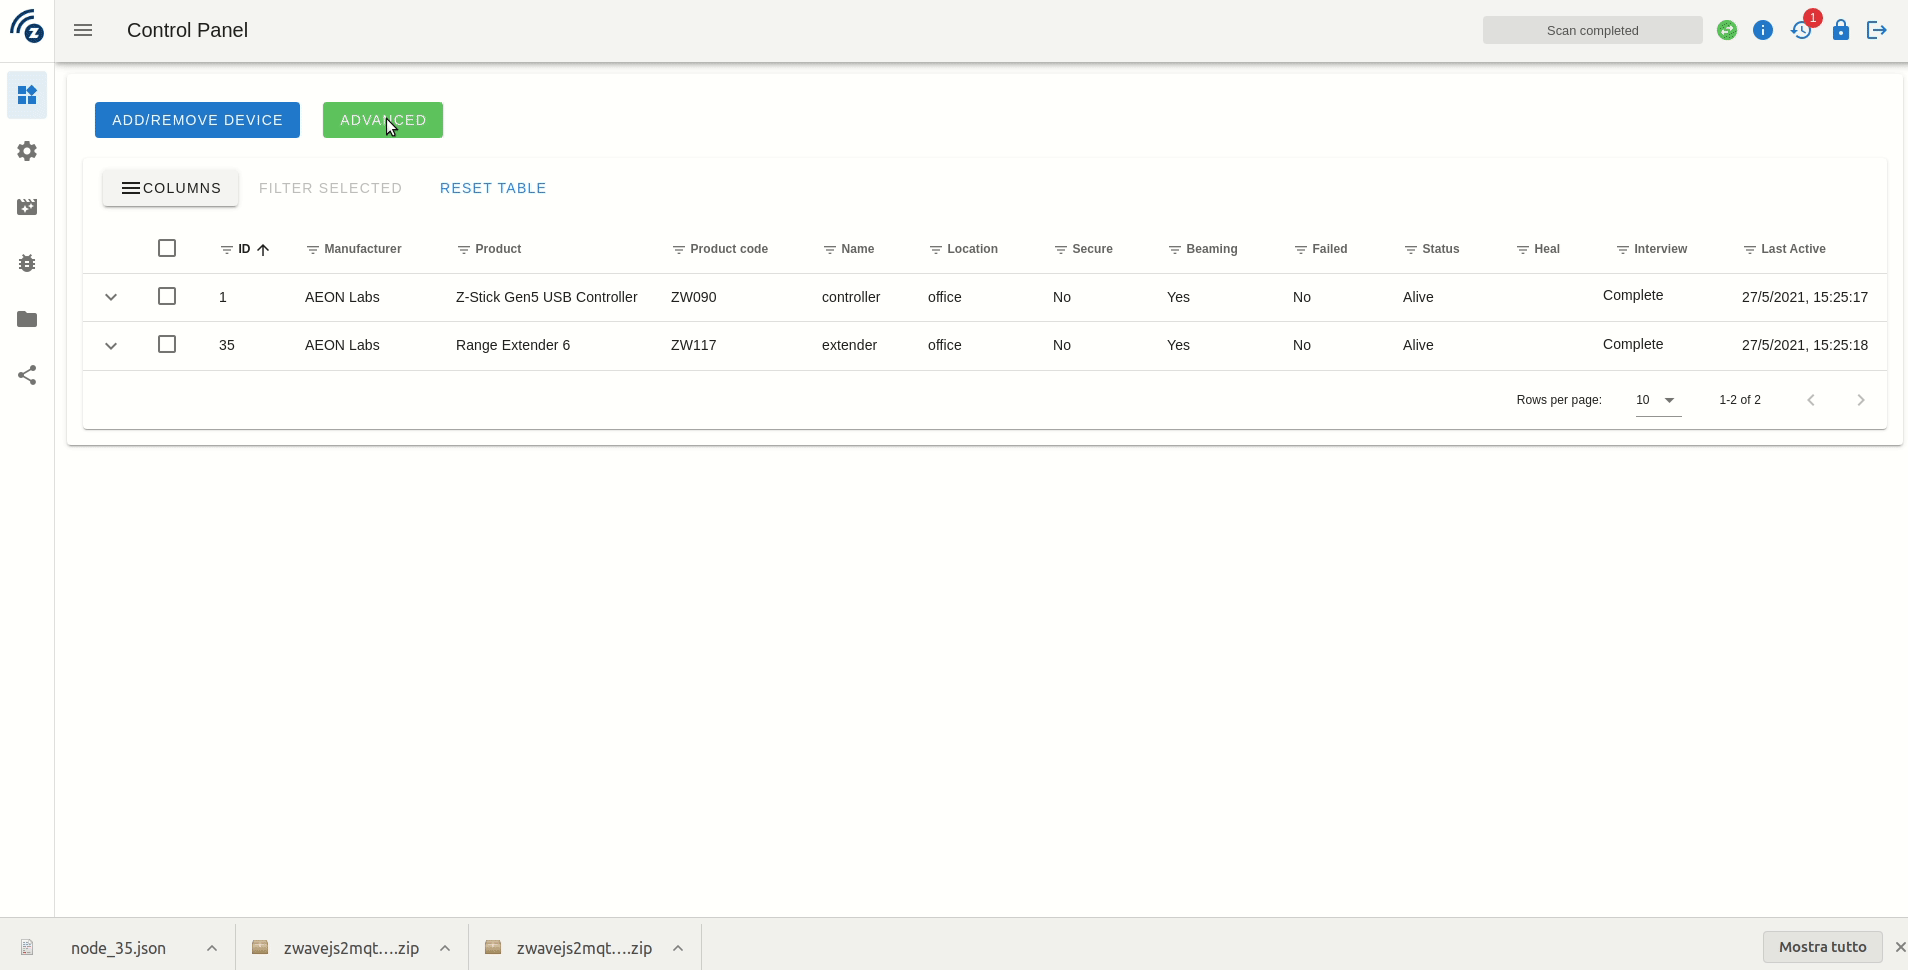 Control Panel
Scan completed
1
ADD/REMOVE DEVICE ADVANCED
COLUMNS FILTER SELECTED RESET TABLE
ID Manufacturer Product Product code Name Location Secure Beaming Failed Status Heal Interview Last Active
1 AEON Labs Z-Stick Gen5 USB Controller ZW090 controller office No Yes No Alive Complete 27/5/2021, 15:25:17
35 AEON Labs Range Extender 6 ZW117 extender office No Yes No Alive Complete 27/5/2021, 15:25:18
Rows per page: 10 1-2 of 2
node_35.json zwavejs2mqt....zip zwavejs2mqt....zip Mostra tutto